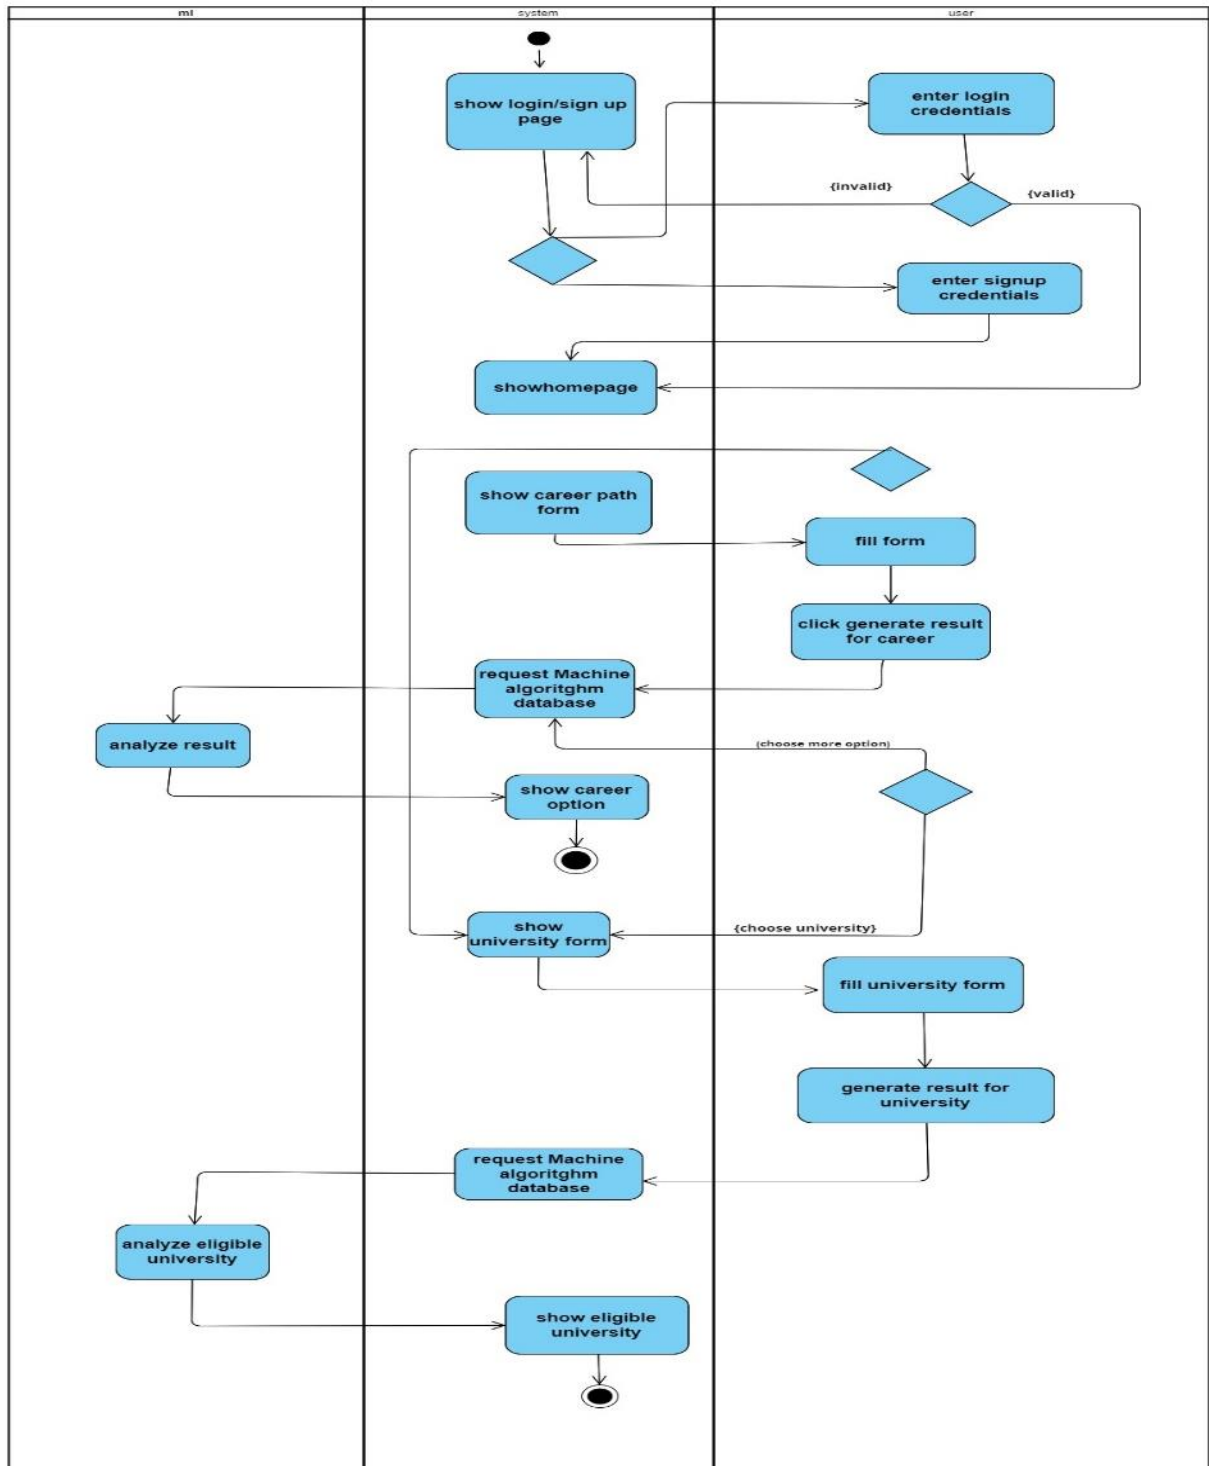 ml
system
user
show login/sign up
page
enter login
credentials
{invalid}
{valid}
enter signup
credentials
showhomepage
show career path
form
fill form
click generate result
for career
request Machine
algoritghm
database
analyze result
(choose more option)
show career
option
show
university form
{choose university}
fill university form
generate result for
university
request Machine
algoritghm
database
analyze eligible
university
show eligible
university